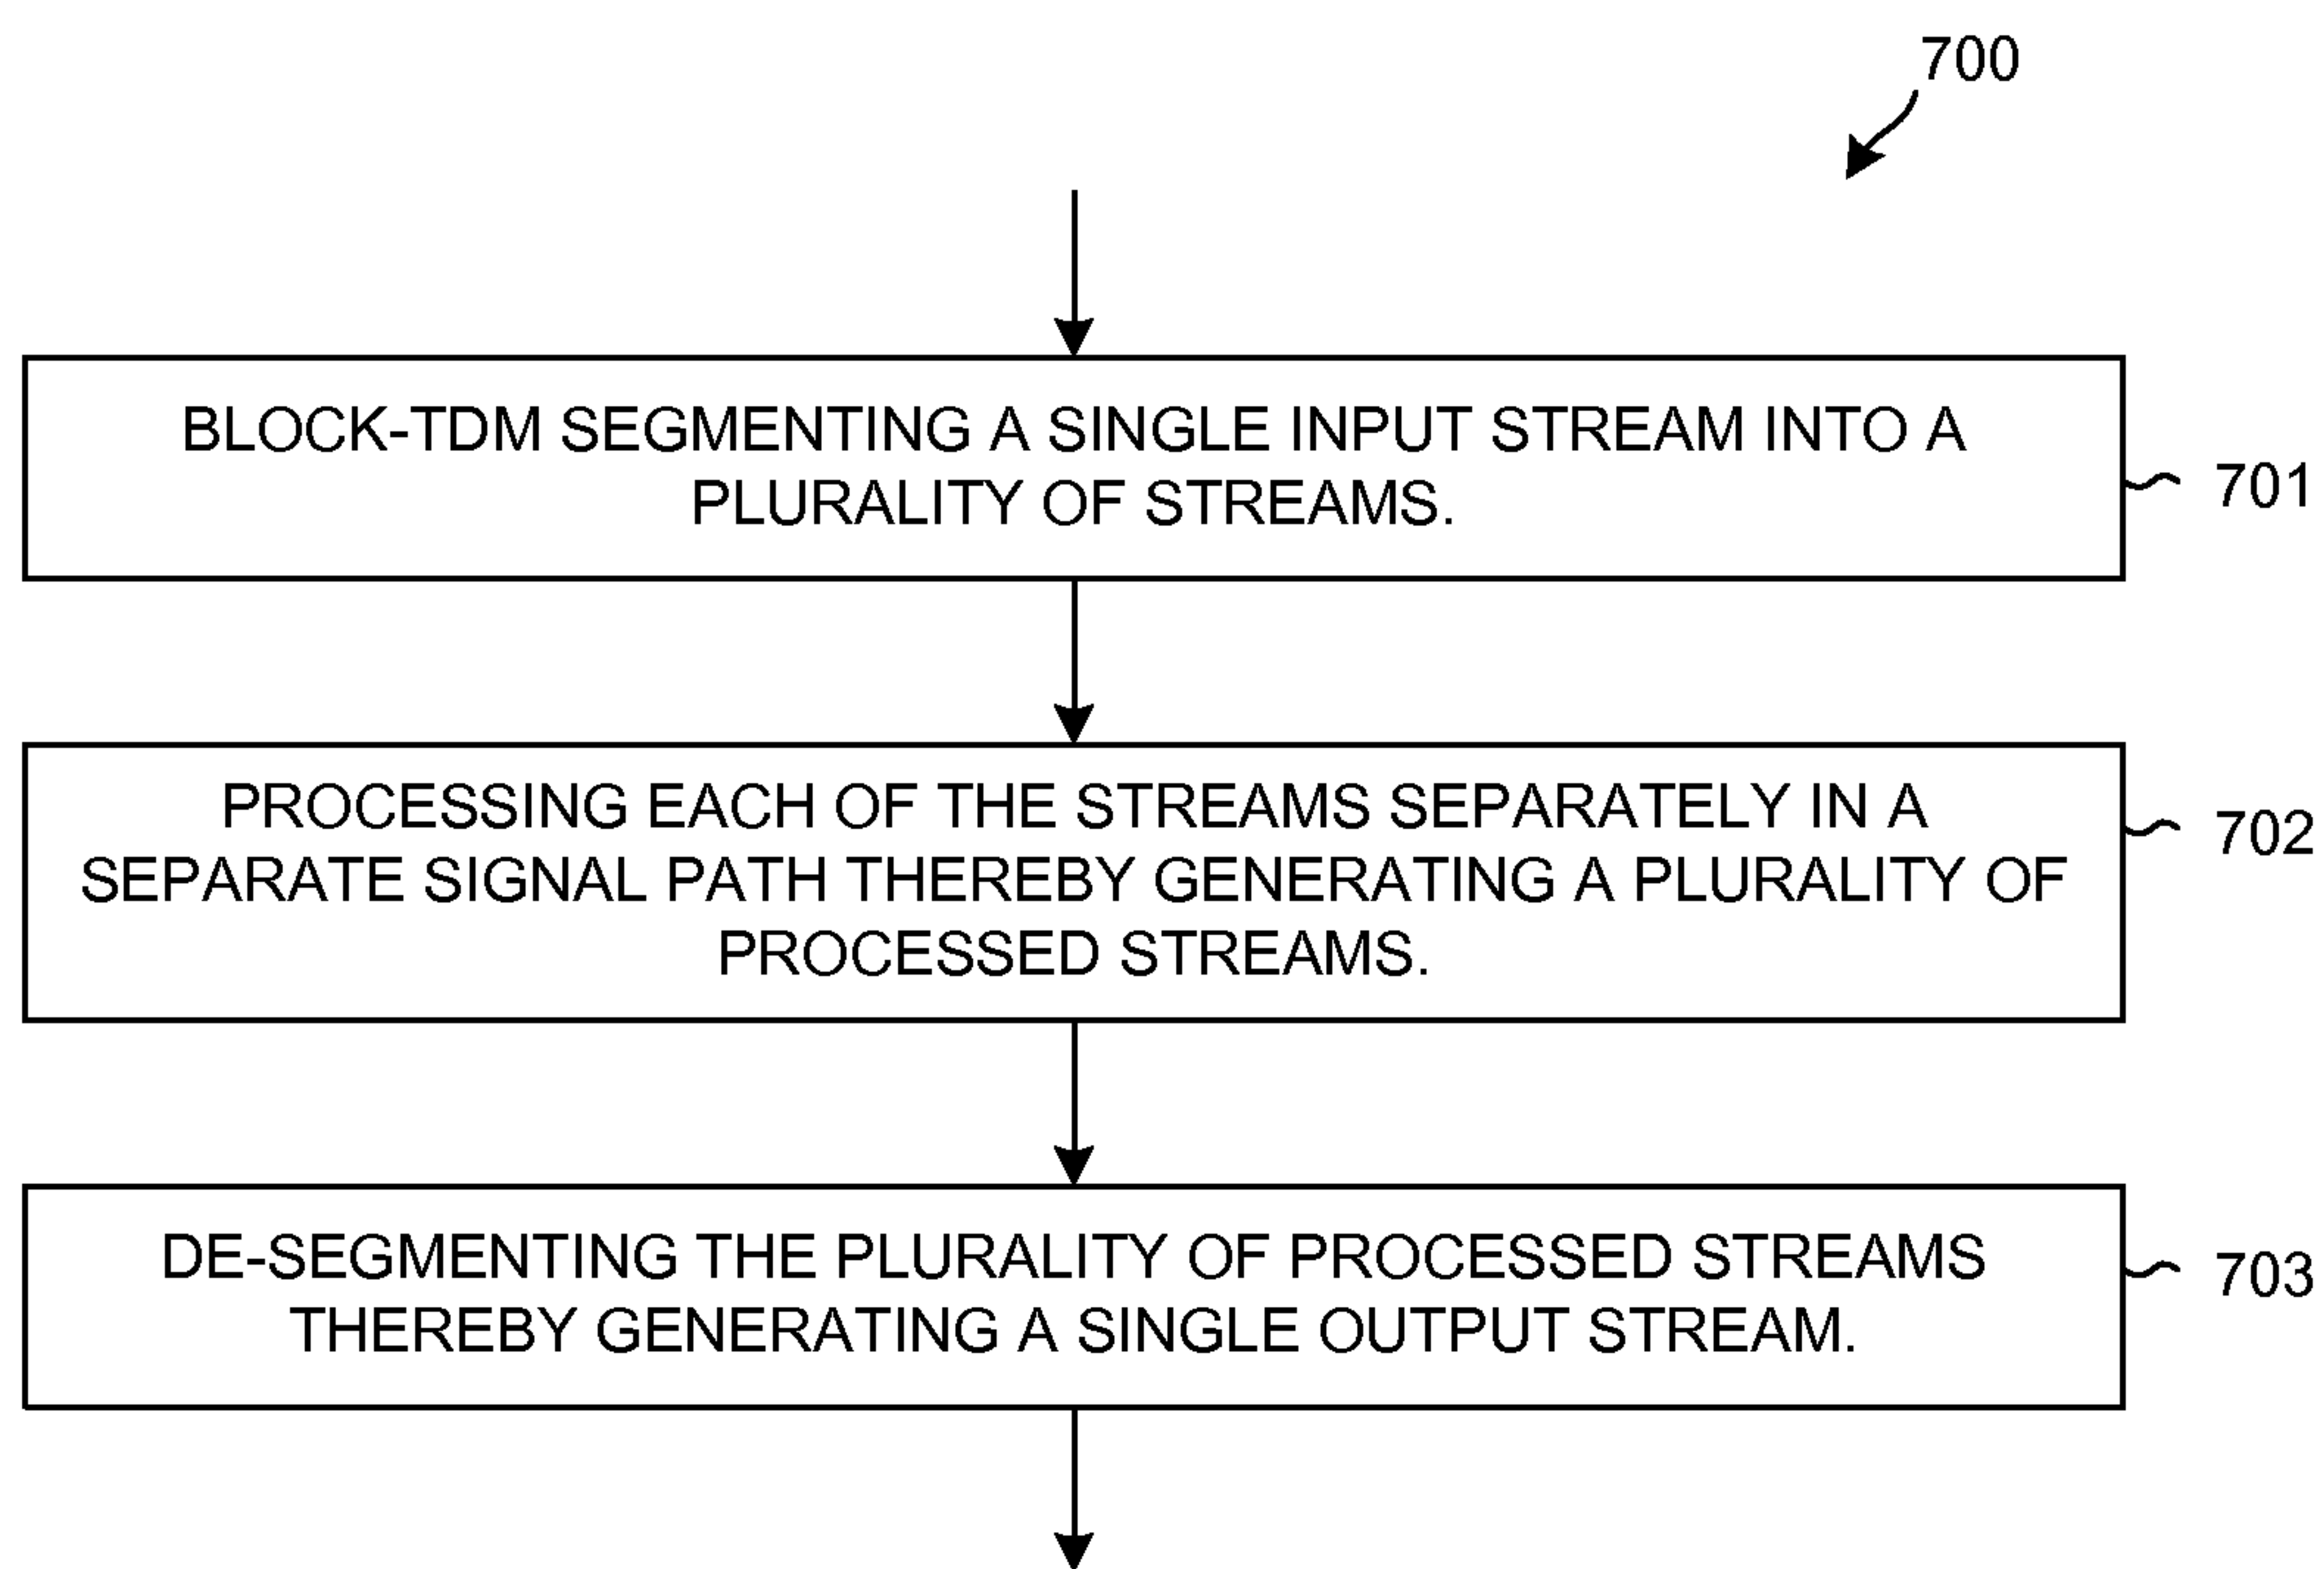 700
BLOCK-TDM SEGMENTING A SINGLE INPUT STREAM INTO A
PLURALITY OF STREAMS.
701
PROCESSING EACH OF THE STREAMS SEPARATELY IN A
SEPARATE SIGNAL PATH THEREBY GENERATING A PLURALITY OF
PROCESSED STREAMS.
702
DE-SEGMENTING THE PLURALITY OF PROCESSED STREAMS
THEREBY GENERATING A SINGLE OUTPUT STREAM.
703